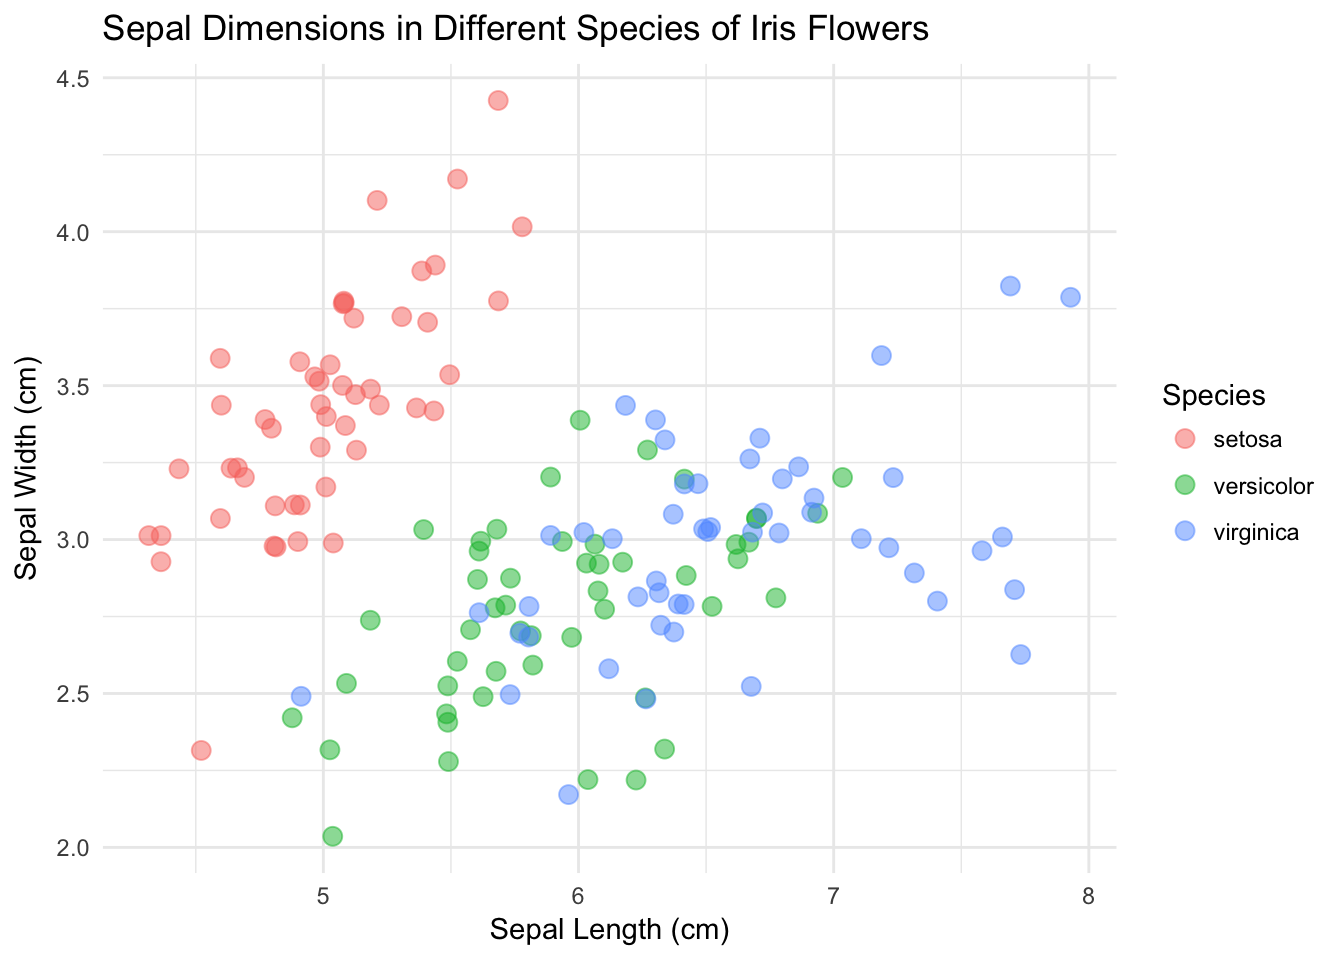 Sepal Dimensions in Different Species of Iris Flowers
4.5
4.0
3.5
3.0
2.5
2.0
Sepal Width (cm)
5 6 7 8
Sepal Length (cm)
Species
setosa
versicolor
virginica